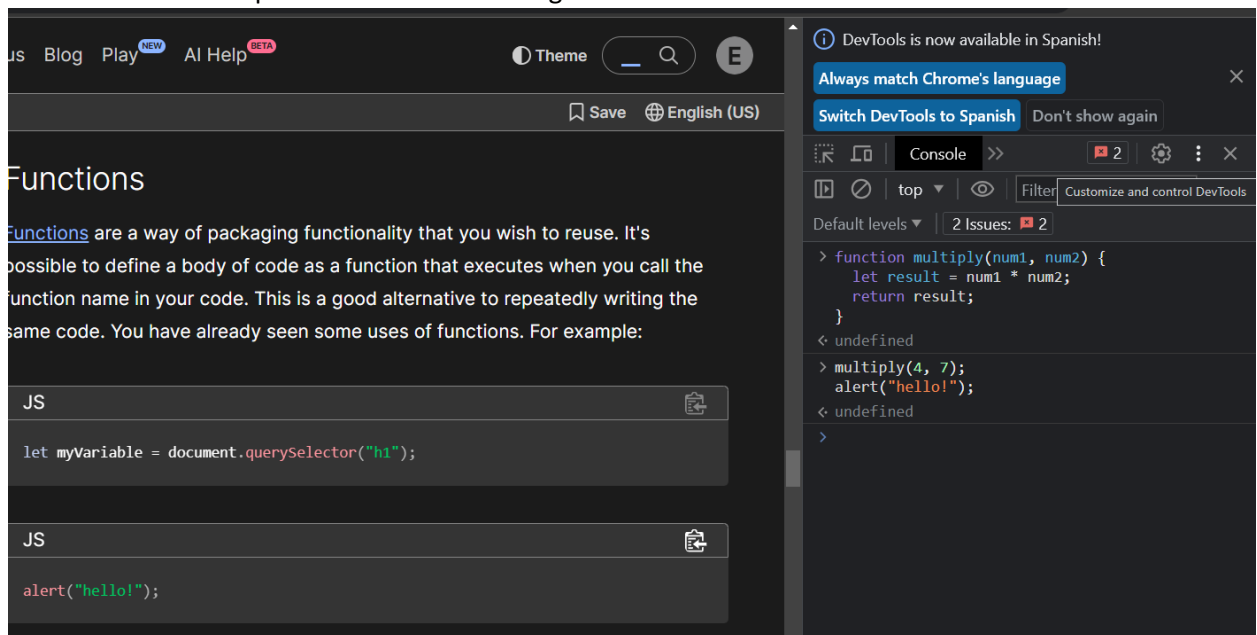 us Blog Play NEW AI Help BETA Theme E
Save English (US)
Functions
Functions are a way of packaging functionality that you wish to reuse. It's
possible to define a body of code as a function that executes when you call the
function name in your code. This is a good alternative to repeatedly writing the
same code. You have already seen some uses of functions. For example:
JS
let myVariable = document.querySelector("h1");
JS
alert("hello!");
DevTools is now available in Spanish!
Always match Chrome's language
Switch DevTools to Spanish Don't show again
Console 2
top Filter Customize and control DevTools
Default levels 2 Issues: 2
> function multiply(num1, num2) {
let result = num1 * num2;
return result;
}
undefined
> multiply(4, 7);
alert("hello!");
undefined
>